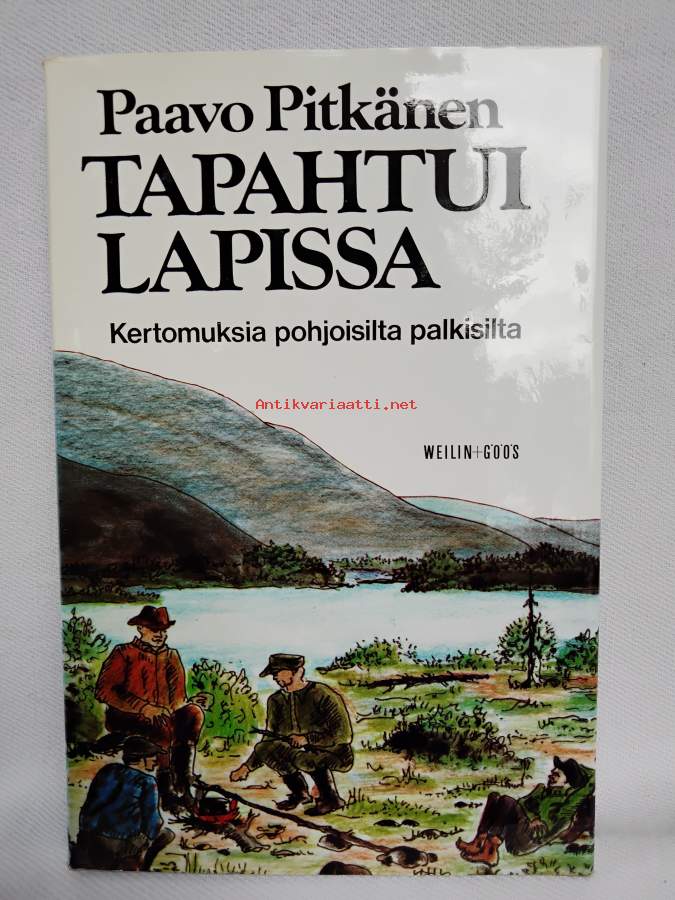 Paavo Pitkänen
TAPAHTUI
LAPISSA
Kertomuksia pohjoisilta palkisilta
Antikvariaatti.net
WEILIN+GÖÖS